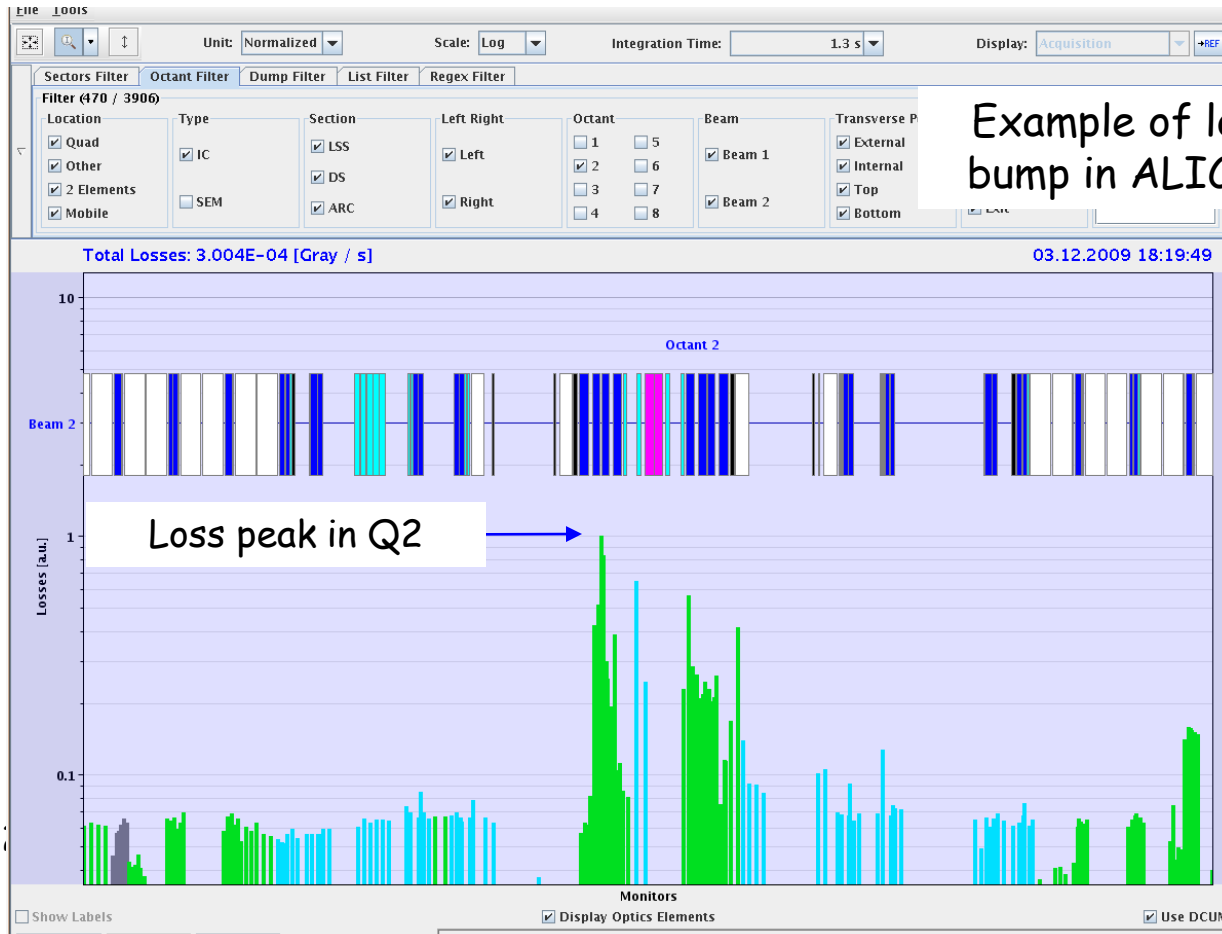 File Tools
Unit: Normalized Scale: Log Integration Time: 1.3 s Display: Acquisition →REF
Sectors Filter Octant Filter Dump Filter List Filter Regex Filter
Filter (470 / 3906)
Location Type Section Left Right Octant Beam Transverse P
Quad IC LSS Left 1 5 Beam 1 External
Other DS 2 6 Internal
2 Elements SEM ARC Right 3 7 Beam 2 Top
Mobile 4 8 Bottom Exit
Example of
bump in ALIC
Total Losses: 3.004E-04 [Gray / s] 03.12.2009 18:19:49
10
Octant 2
Beam 2
Loss peak in Q2
1
Losses [a.u.]
0.1
Monitors
Show Labels Display Optics Elements Use DCUM